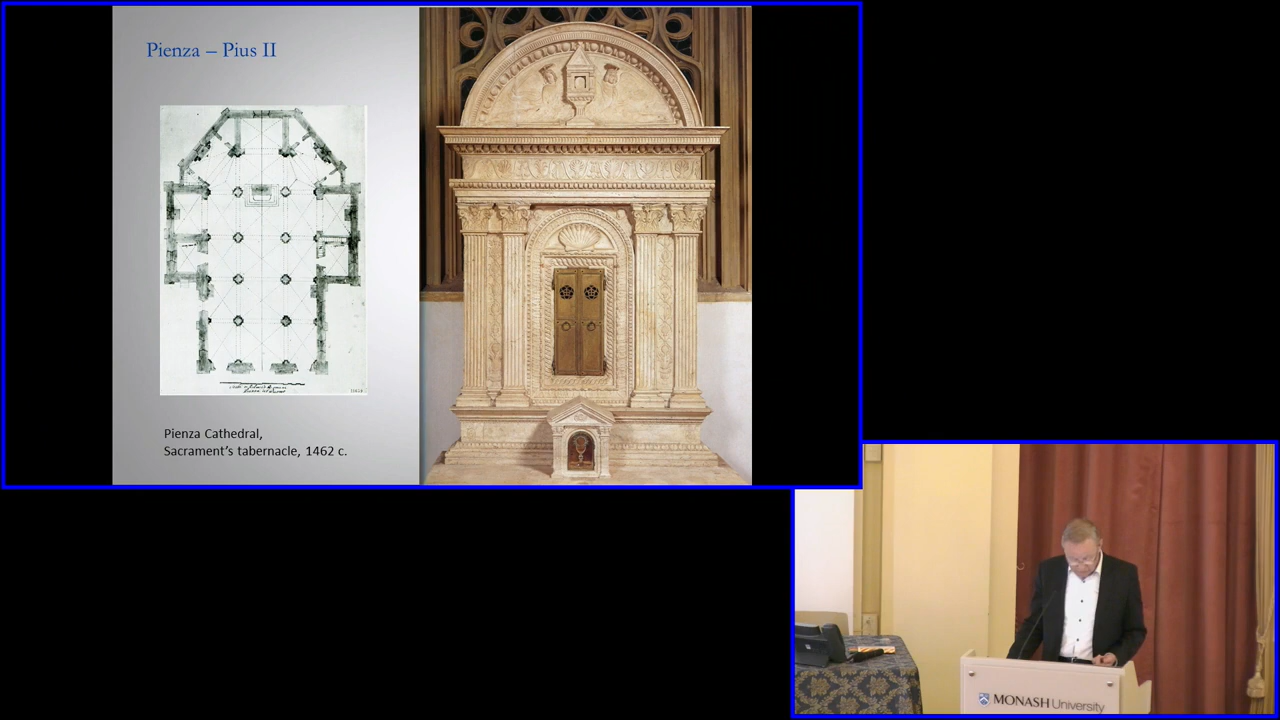 Pienza – Pius II
Pienza Cathedral,
Sacrament's tabernacle, 1462 c.
MONASH University